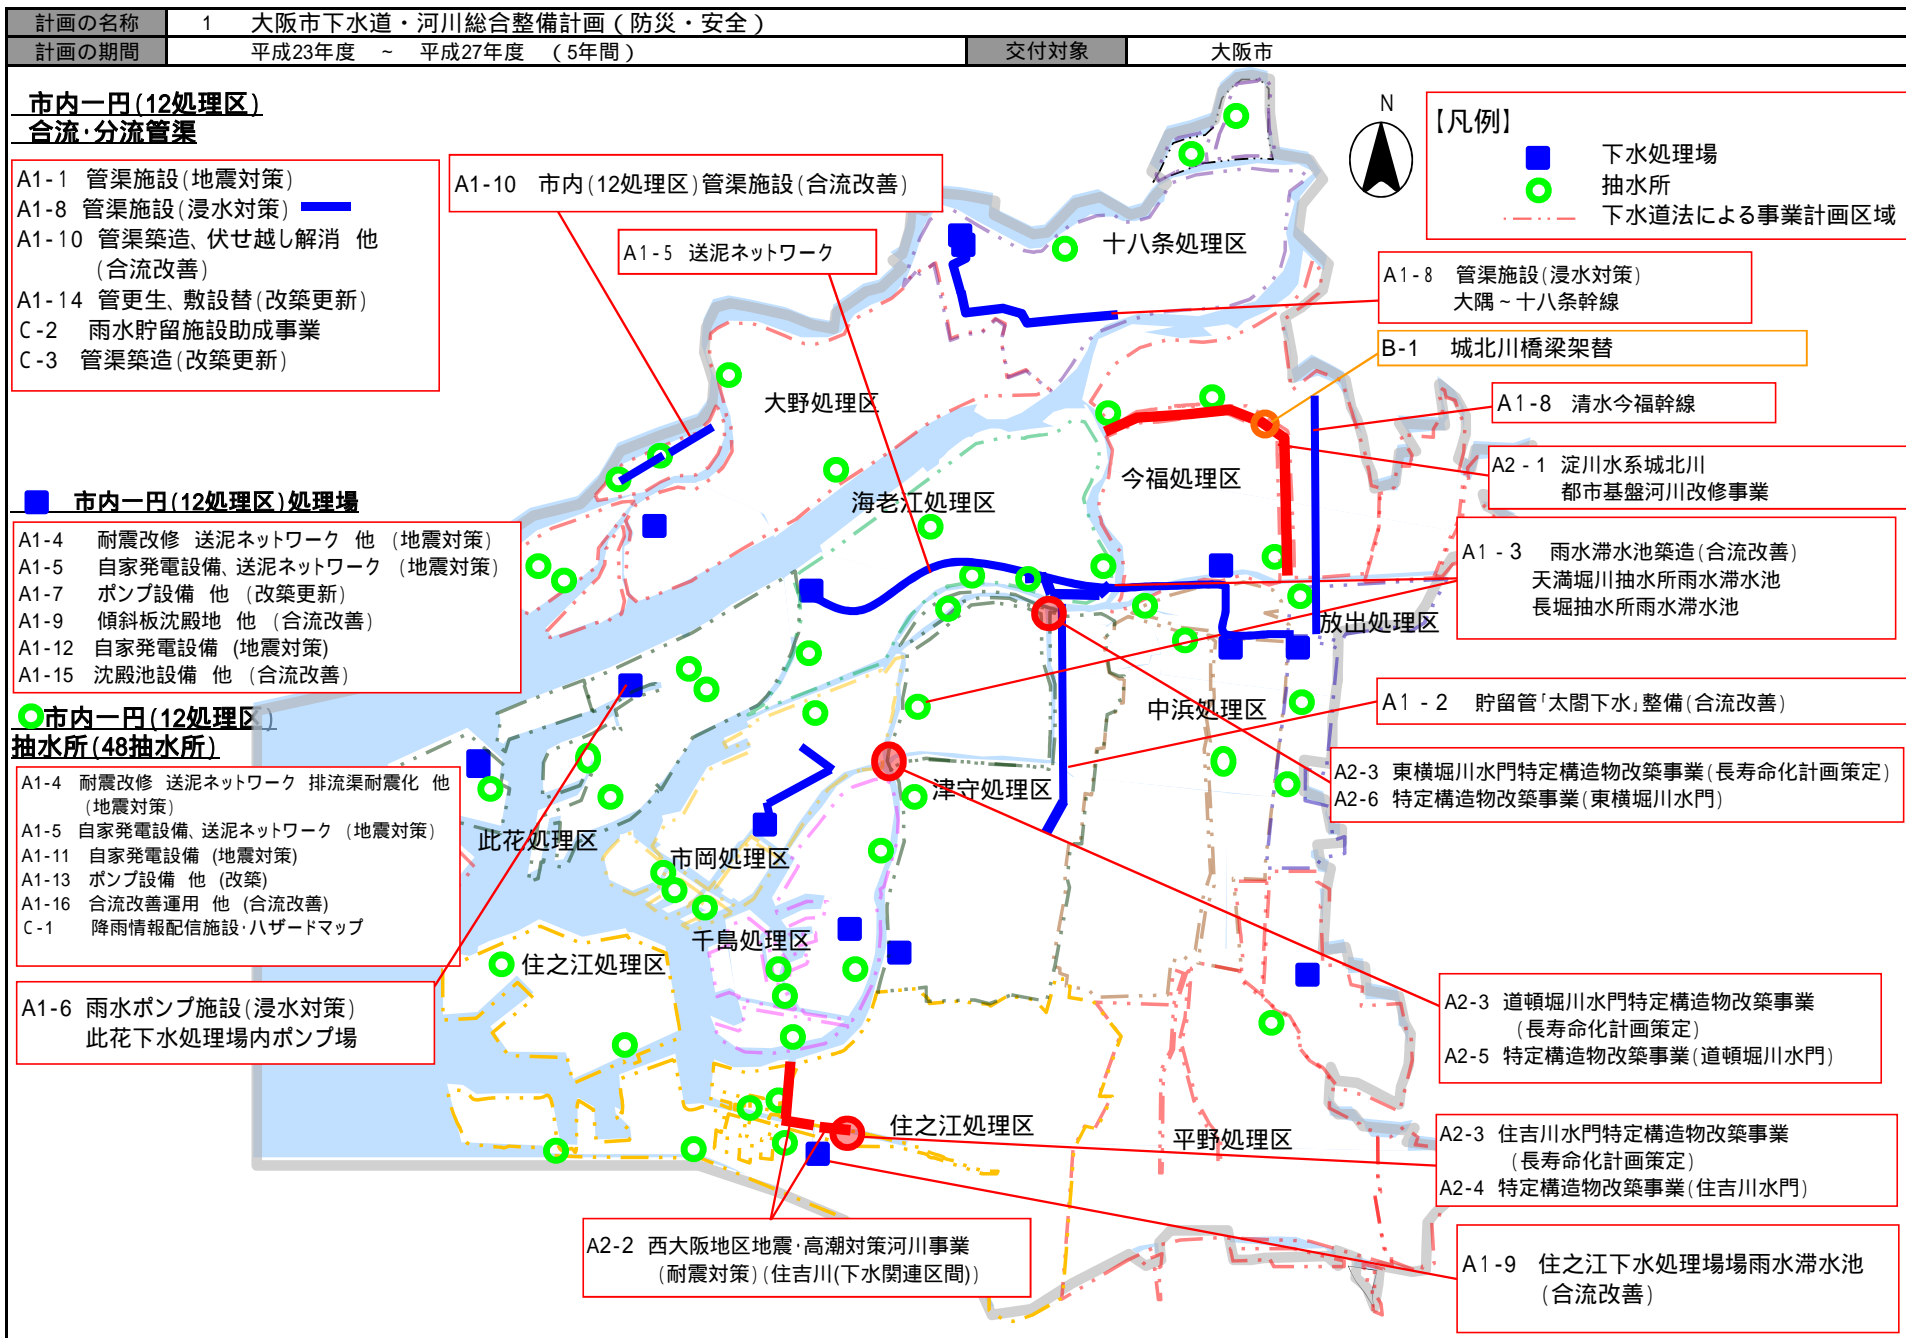 計画の名称 1 大阪市下水道・河川総合整備計画(防災・安全)
計画の期間 平成23年度 ~ 平成27年度 (5年間) 交付対象 大阪市
市内一円(12処理区)
合流・分流管渠
A1-1 管渠施設(地震対策)
A1-8 管渠施設(浸水対策)
A1-10 管渠築造、伏せ越し解消 他
(合流改善)
A1-14 管更生、敷設替(改築更新)
C-2 雨水貯留施設助成事業
C-3 管渠築造(改築更新)
市内一円(12処理区)処理場
A1-4 耐震改修 送泥ネットワーク 他 (地震対策)
A1-5 自家発電設備、送泥ネットワーク (地震対策)
A1-7 ポンプ設備 他 (改築更新)
A1-9 傾斜板沈殿地 他 (合流改善)
A1-12 自家発電設備 (地震対策)
A1-15 沈殿池設備 他 (合流改善)
市内一円(12処理区)
抽水所(48抽水所)
A1-4 耐震改修 送泥ネットワーク 排流渠耐震化 他
(地震対策)
A1-5 自家発電設備、送泥ネットワーク (地震対策)
A1-11 自家発電設備 (地震対策)
A1-13 ポンプ設備 他 (改築)
A1-16 合流改善運用 他 (合流改善)
C-1 降雨情報配信施設・ハザードマップ
A1-6 雨水ポンプ施設(浸水対策)
此花下水処理場内ポンプ場
A1-10 市内(12処理区)管渠施設(合流改善)
A1-5 送泥ネットワーク
N
【凡例】
下水処理場
抽水所
下水道法による事業計画区域
A1-8 管渠施設(浸水対策)
大隅~十八条幹線
B-1 城北川橋梁架替
A1-8 清水今福幹線
A2-1 淀川水系城北川
都市基盤河川改修事業
A1-3 雨水滞水池築造(合流改善)
天満堀川抽水所雨水滞水池
長堀抽水所雨水滞水池
A1-2 貯留管「太閤下水」整備(合流改善)
A2-3 東横堀川水門特定構造物改築事業(長寿命化計画策定)
A2-6 特定構造物改築事業(東横堀川水門)
A2-3 道頓堀川水門特定構造物改築事業
(長寿命化計画策定)
A2-5 特定構造物改築事業(道頓堀川水門)
A2-3 住吉川水門特定構造物改築事業
(長寿命化計画策定)
A2-4 特定構造物改築事業(住吉川水門)
A1-9 住之江下水処理場場雨水滞水池
(合流改善)
A2-2 西大阪地区地震・高潮対策河川事業
(耐震対策)(住吉川(下水関連区間))
十八条処理区
大野処理区
今福処理区
海老江処理区
放出処理区
中浜処理区
津守処理区
此花処理区
市岡処理区
千島処理区
住之江処理区
住之江処理区
平野処理区